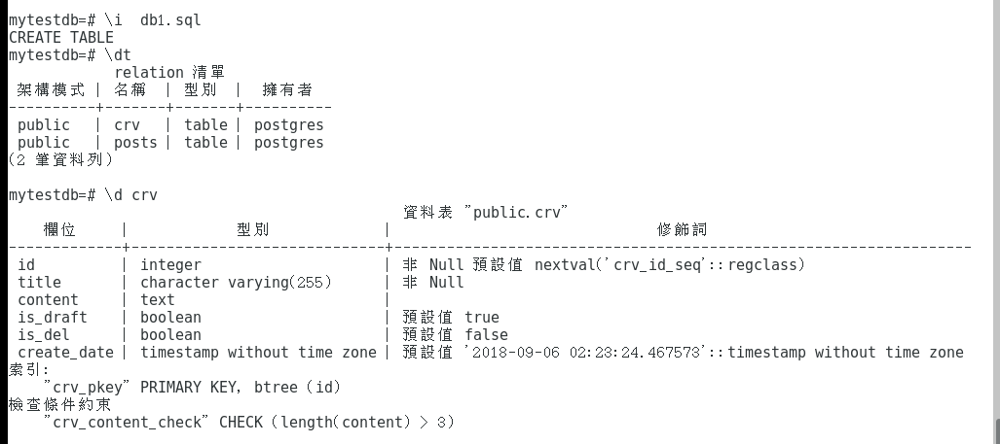 mytestdb=# \i  db1.sql
CREATE TABLE
mytestdb=# \dt
            relation 清單
 架構模式 | 名稱  | 型別  |  擁有者
----------+-------+-------+----------
 public   | crv   | table | postgres
 public   | posts | table | postgres
(2 筆資料列)

mytestdb=# \d crv
                                             資料表 "public.crv"
    欄位     |            型別             |                              修飾詞
-------------+-----------------------------+------------------------------------------------------------------
 id          | integer                     | 非 Null 預設值 nextval('crv_id_seq'::regclass)
 title       | character varying(255)      | 非 Null
 content     | text                        |
 is_draft    | boolean                     | 預設值 true
 is_del      | boolean                     | 預設值 false
 create_date | timestamp without time zone | 預設值 '2018-09-06 02:23:24.467573'::timestamp without time zone
索引:
    "crv_pkey" PRIMARY KEY, btree (id)
檢查條件約束
    "crv_content_check" CHECK (length(content) > 3)